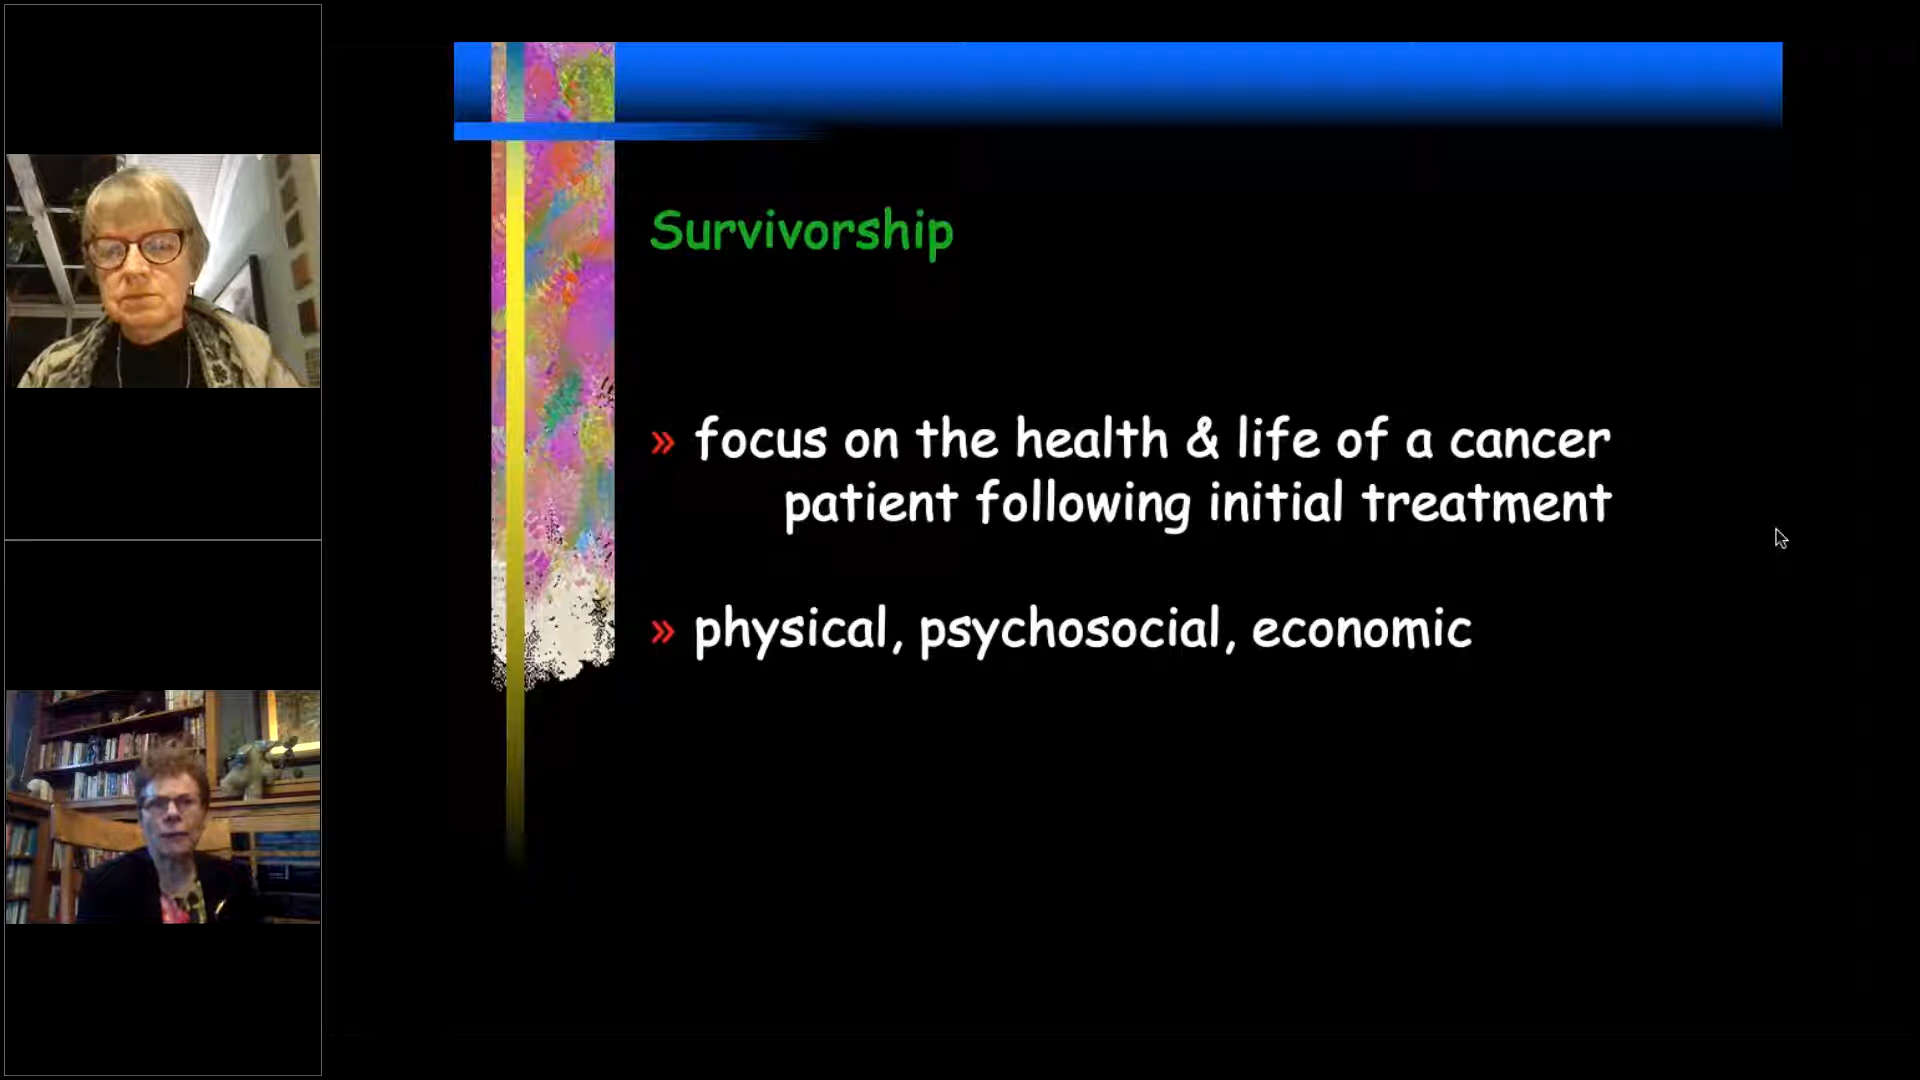 Survivorship
» focus on the health & life of a cancer
patient following initial treatment
» physical, psychosocial, economic